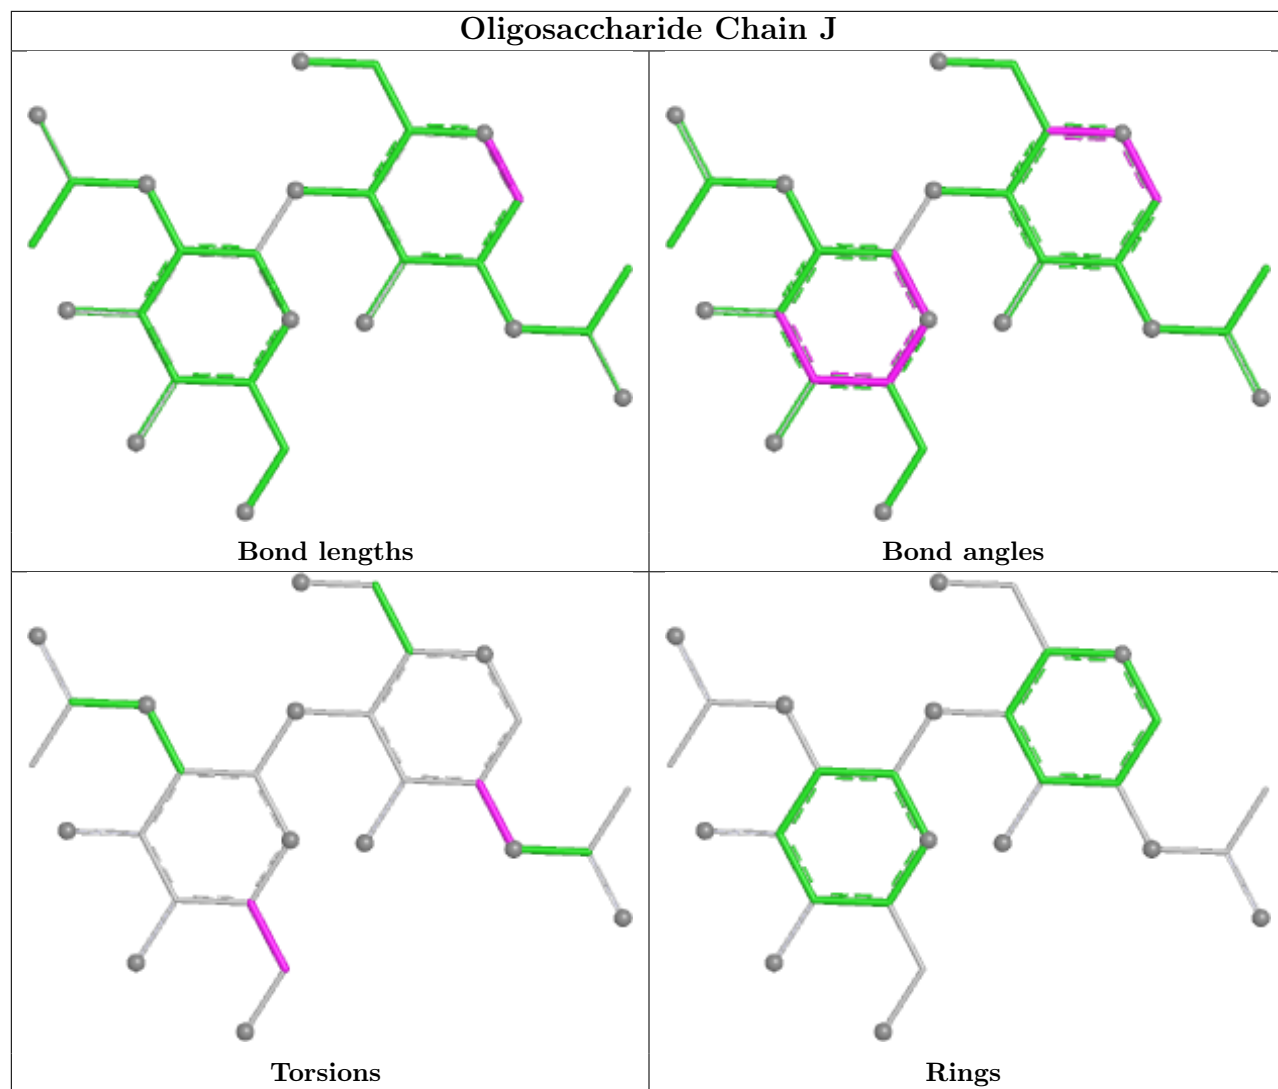 Oligosaccharide Chain J
Bond lengths
Bond angles
Torsions
Rings